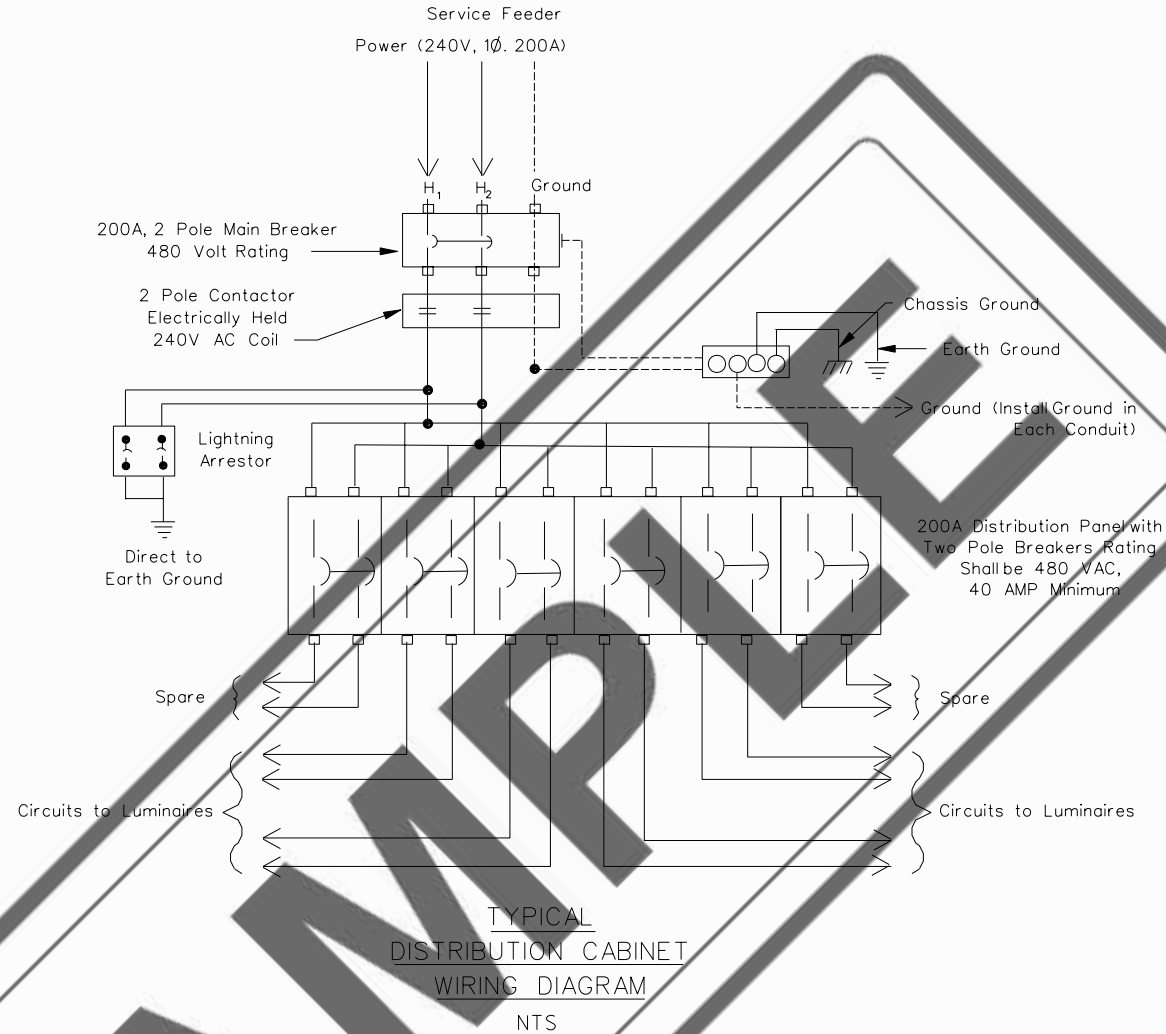 Service Feeder
Power (240V, 1Ø. 200A)
H1
H2
Ground
200A, 2 Pole Main Breaker
480 Volt Rating
2 Pole Contactor
Electrically Held
240V AC Coil
Chassis Ground
Earth Ground
Ground (Install Ground in
Each Conduit)
Lightning
Arrestor
Direct to
Earth Ground
200A Distribution Panel with
Two Pole Breakers Rating
Shall be 480 VAC,
40 AMP Minimum
Spare
Spare
Circuits to Luminaires
Circuits to Luminaires
TYPICAL
DISTRIBUTION CABINET
WIRING DIAGRAM
NTS
MPLE